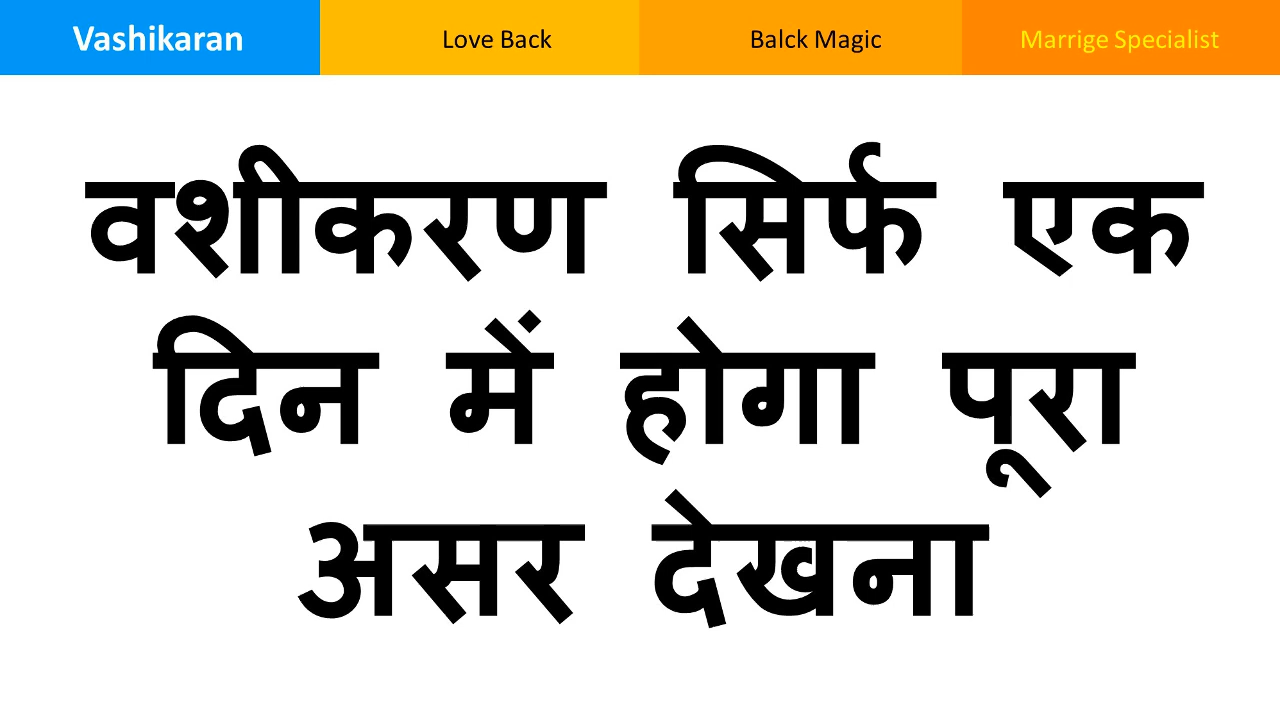 Vashikaran Love Back Balck Magic Marrige Specialist
वशीकरण सिर्फ एक
दिन में होगा पूरा
असर देखना